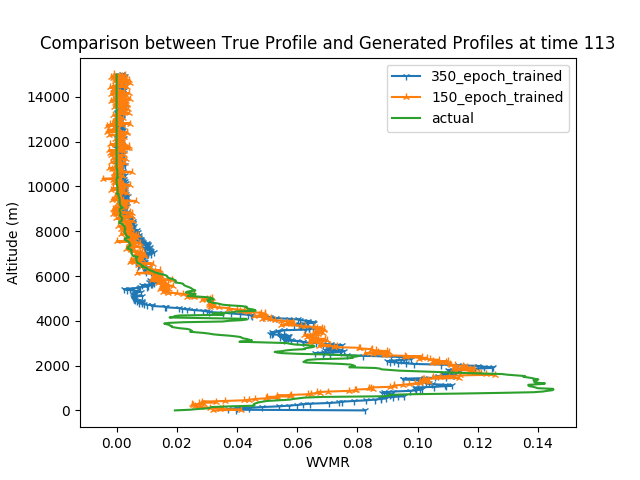 Comparison between True Profile and Generated Profiles at time 113
350_epoch_trained
150_epoch_trained
actual
Altitude (m)
14000
12000
10000
8000
6000
4000
2000
0
0.00 0.02 0.04 0.06 0.08 0.10 0.12 0.14
WVMR